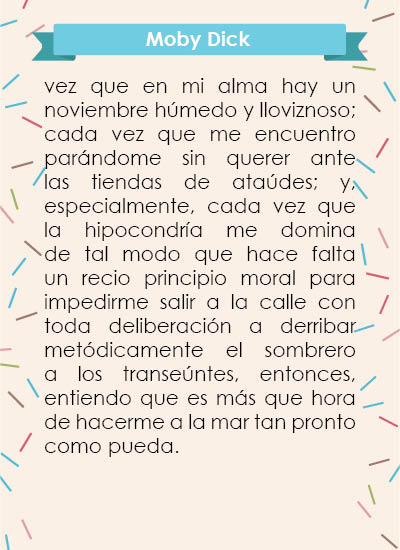 Moby Dick
vez que en mi alma hay un
noviembre húmedo y lloviznoso;
cada vez que me encuentro
parándome sin querer ante
las tiendas de ataúdes; y,
especialmente, cada vez que
la hipocondría me domina
de tal modo que hace falta
un recio principio moral para
impedirme salir a la calle con
toda deliberación a derribar
metódicamente el sombrero
a los transeúntes, entonces,
entiendo que es más que hora
de hacerme a la mar tan pronto
como pueda.